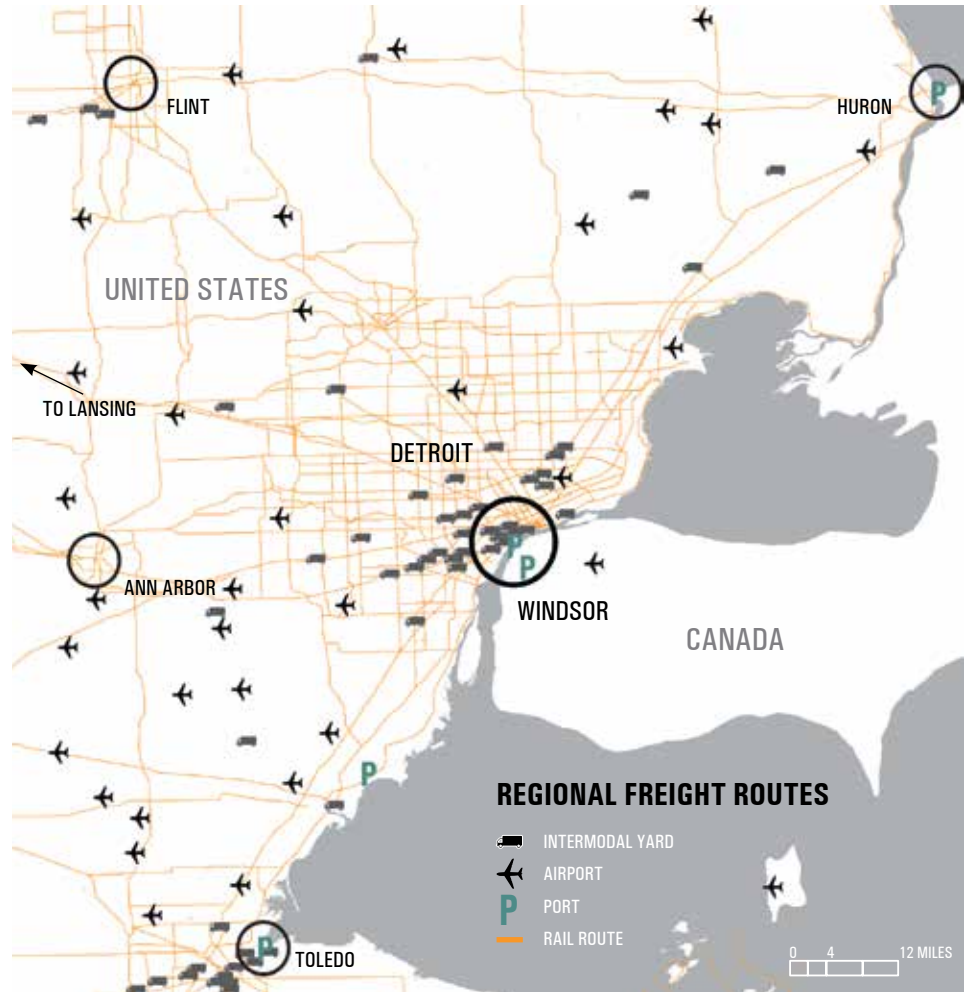 FLINT
HURON
P
UNITED STATES
TO LANSING
DETROIT
P
P
ANN ARBOR
WINDSOR
CANADA
P
REGIONAL FREIGHT ROUTES
INTERMODAL YARD
AIRPORT
P PORT
RAIL ROUTE
P
TOLEDO
0 4 12 MILES